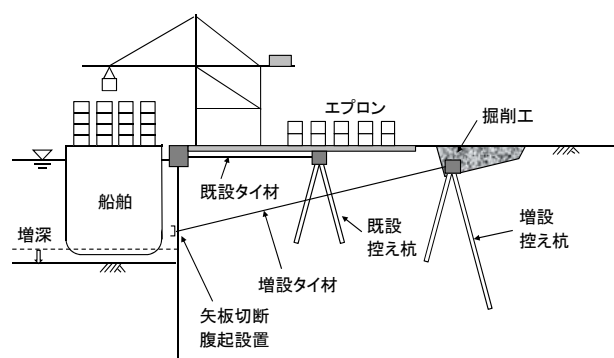 エプロン
掘削工
既設タイ材
船舶
既設
控え杭
増設
控え杭
増深
増設タイ材
矢板切断
腹起設置